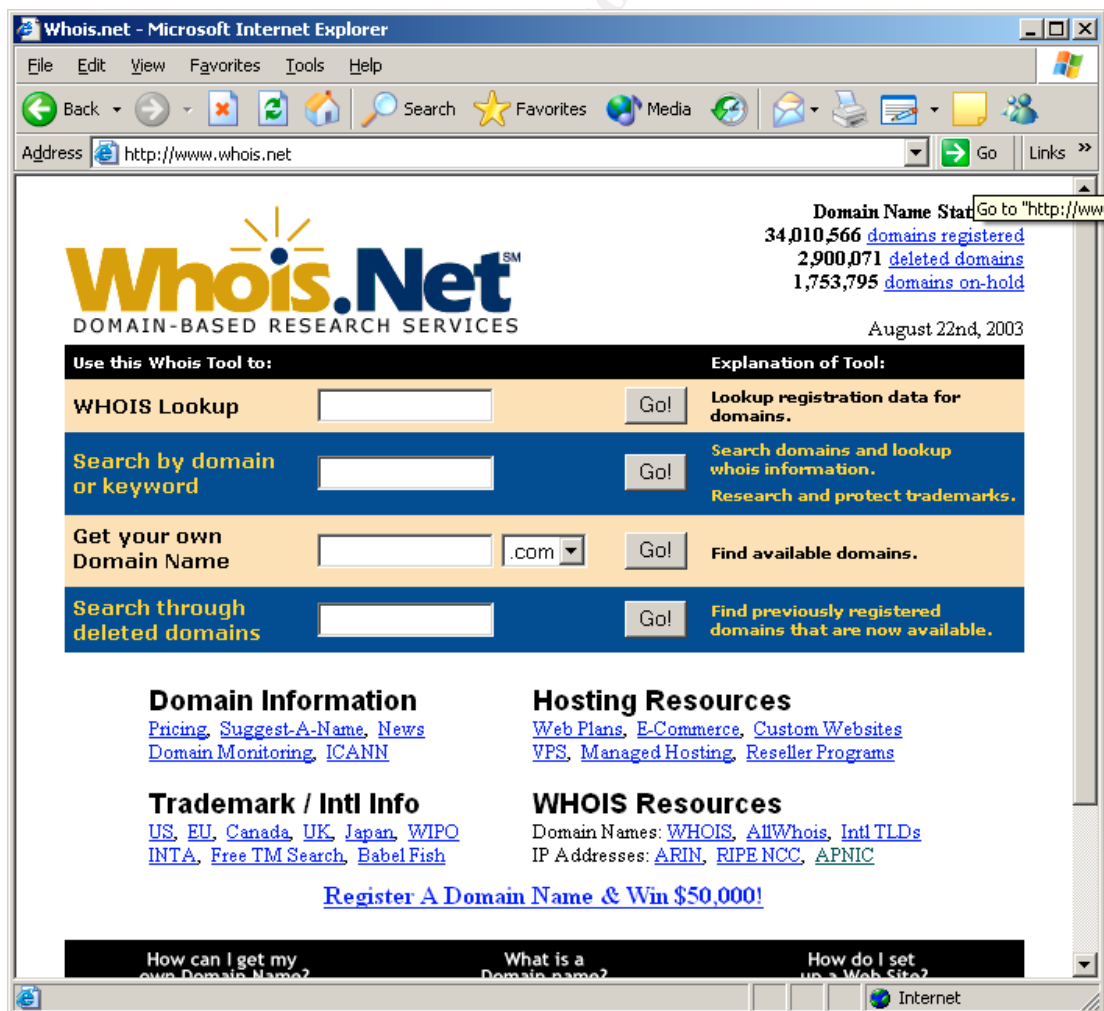 Whois.net - Microsoft Internet Explorer
File Edit View Favorites Tools Help
Back Search Favorites Media
Address http://www.whois.net Go Links »
Go to "http://ww
Whois.Net SM
DOMAIN-BASED RESEARCH SERVICES
Domain Name Stat
34,010,566 domains registered
2,900,071 deleted domains
1,753,795 domains on-hold
August 22nd, 2003
Use this Whois Tool to: Explanation of Tool:
WHOIS Lookup Go! Lookup registration data for
domains.
Search by domain
or keyword Go! Search domains and lookup
whois information.
Research and protect trademarks.
Get your own
Domain Name .com Go! Find available domains.
Search through
deleted domains Go! Find previously registered
domains that are now available.
Domain Information
Pricing, Suggest-A-Name, News
Domain Monitoring, ICANN
Hosting Resources
Web Plans, E-Commerce, Custom Websites
VPS, Managed Hosting, Reseller Programs
Trademark / Intl Info
US, EU, Canada, UK, Japan, WIPO
INTA, Free TM Search, Babel Fish
WHOIS Resources
Domain Names: WHOIS, AllWhois, Intl TLDs
IP Addresses: ARIN, RIPE NCC, APNIC
Register A Domain Name & Win $50,000!
How can I get my
own Domain Name?
What is a
Domain name?
How do I set
up a Web Site?
Internet